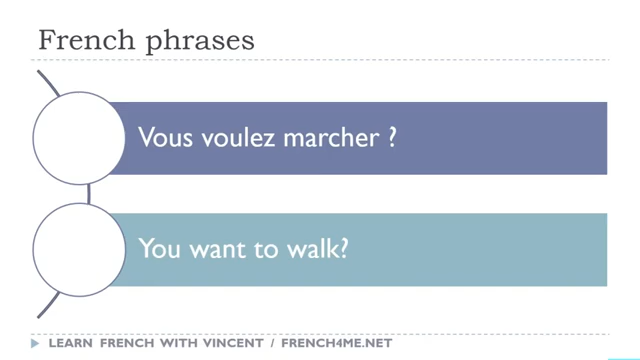 French phrases
Vous voulez marcher ?
You want to walk?
LEARN FRENCH WITH VINCENT / FRENCH4ME.NET